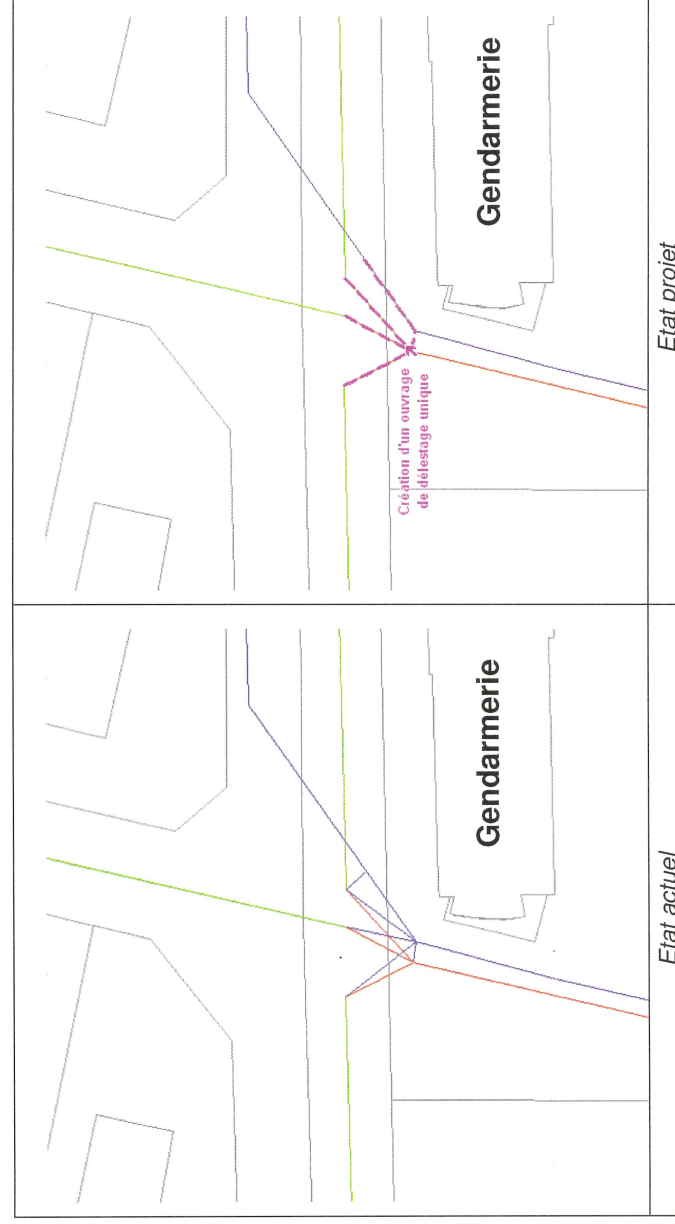 Gendarmerie
Etat actuel
Gendarmerie
Création d'un ouvrage
de délestage unique
Etat projet